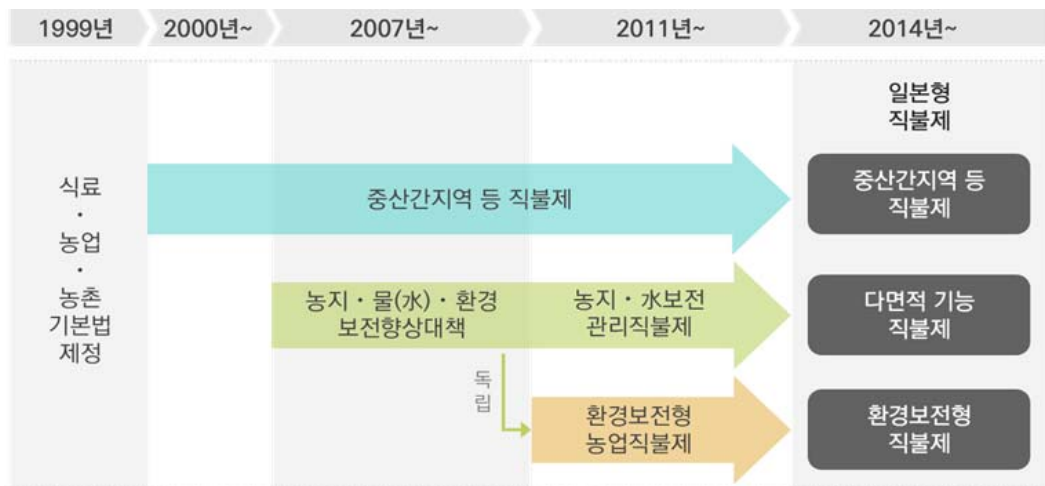 1999년
2000년~
2007년~
2011년~
2014년~
식료
·
농업
·
농촌
기본법
제정
일본형
직불제
중산간지역 등 직불제
중산간지역 등
직불제
농지・물(水)・환경
보전향상대책
농지・水보전
관리직불제
다면적 기능
직불제
독
립
환경보전형
농업직불제
환경보전형
직불제